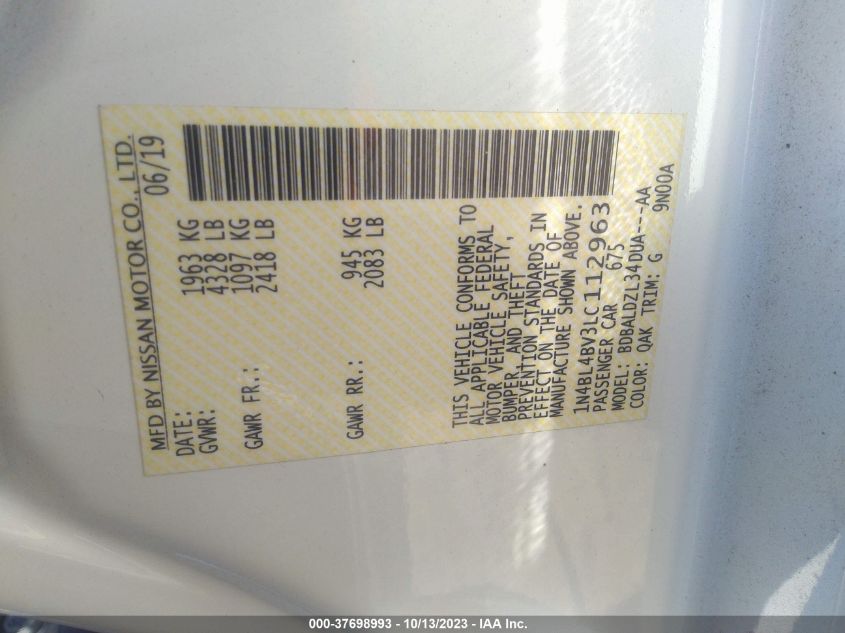 MFD BY NISSAN MOTOR CO., LTD.
DATE: 06/19
GVWR: 1963 KG
4328 LB
GAWR FR.: 1097 KG
2418 LB
GAWR RR.: 945 KG
2083 LB
THIS VEHICLE CONFORMS TO
ALL APPLICABLE FEDERAL
MOTOR VEHICLE SAFETY,
BUMPER, AND THEFT
PREVENTION STANDARDS IN
EFFECT ON THE DATE OF
MANUFACTURE SHOWN ABOVE.
1N4BL4BV3LC112963
PASSENGER CAR 675
MODEL: BDBALDZL34DUA---AA
COLOR: QAK TRIM: G 9N00A
000-37698993 - 10/13/2023 - IAA Inc.